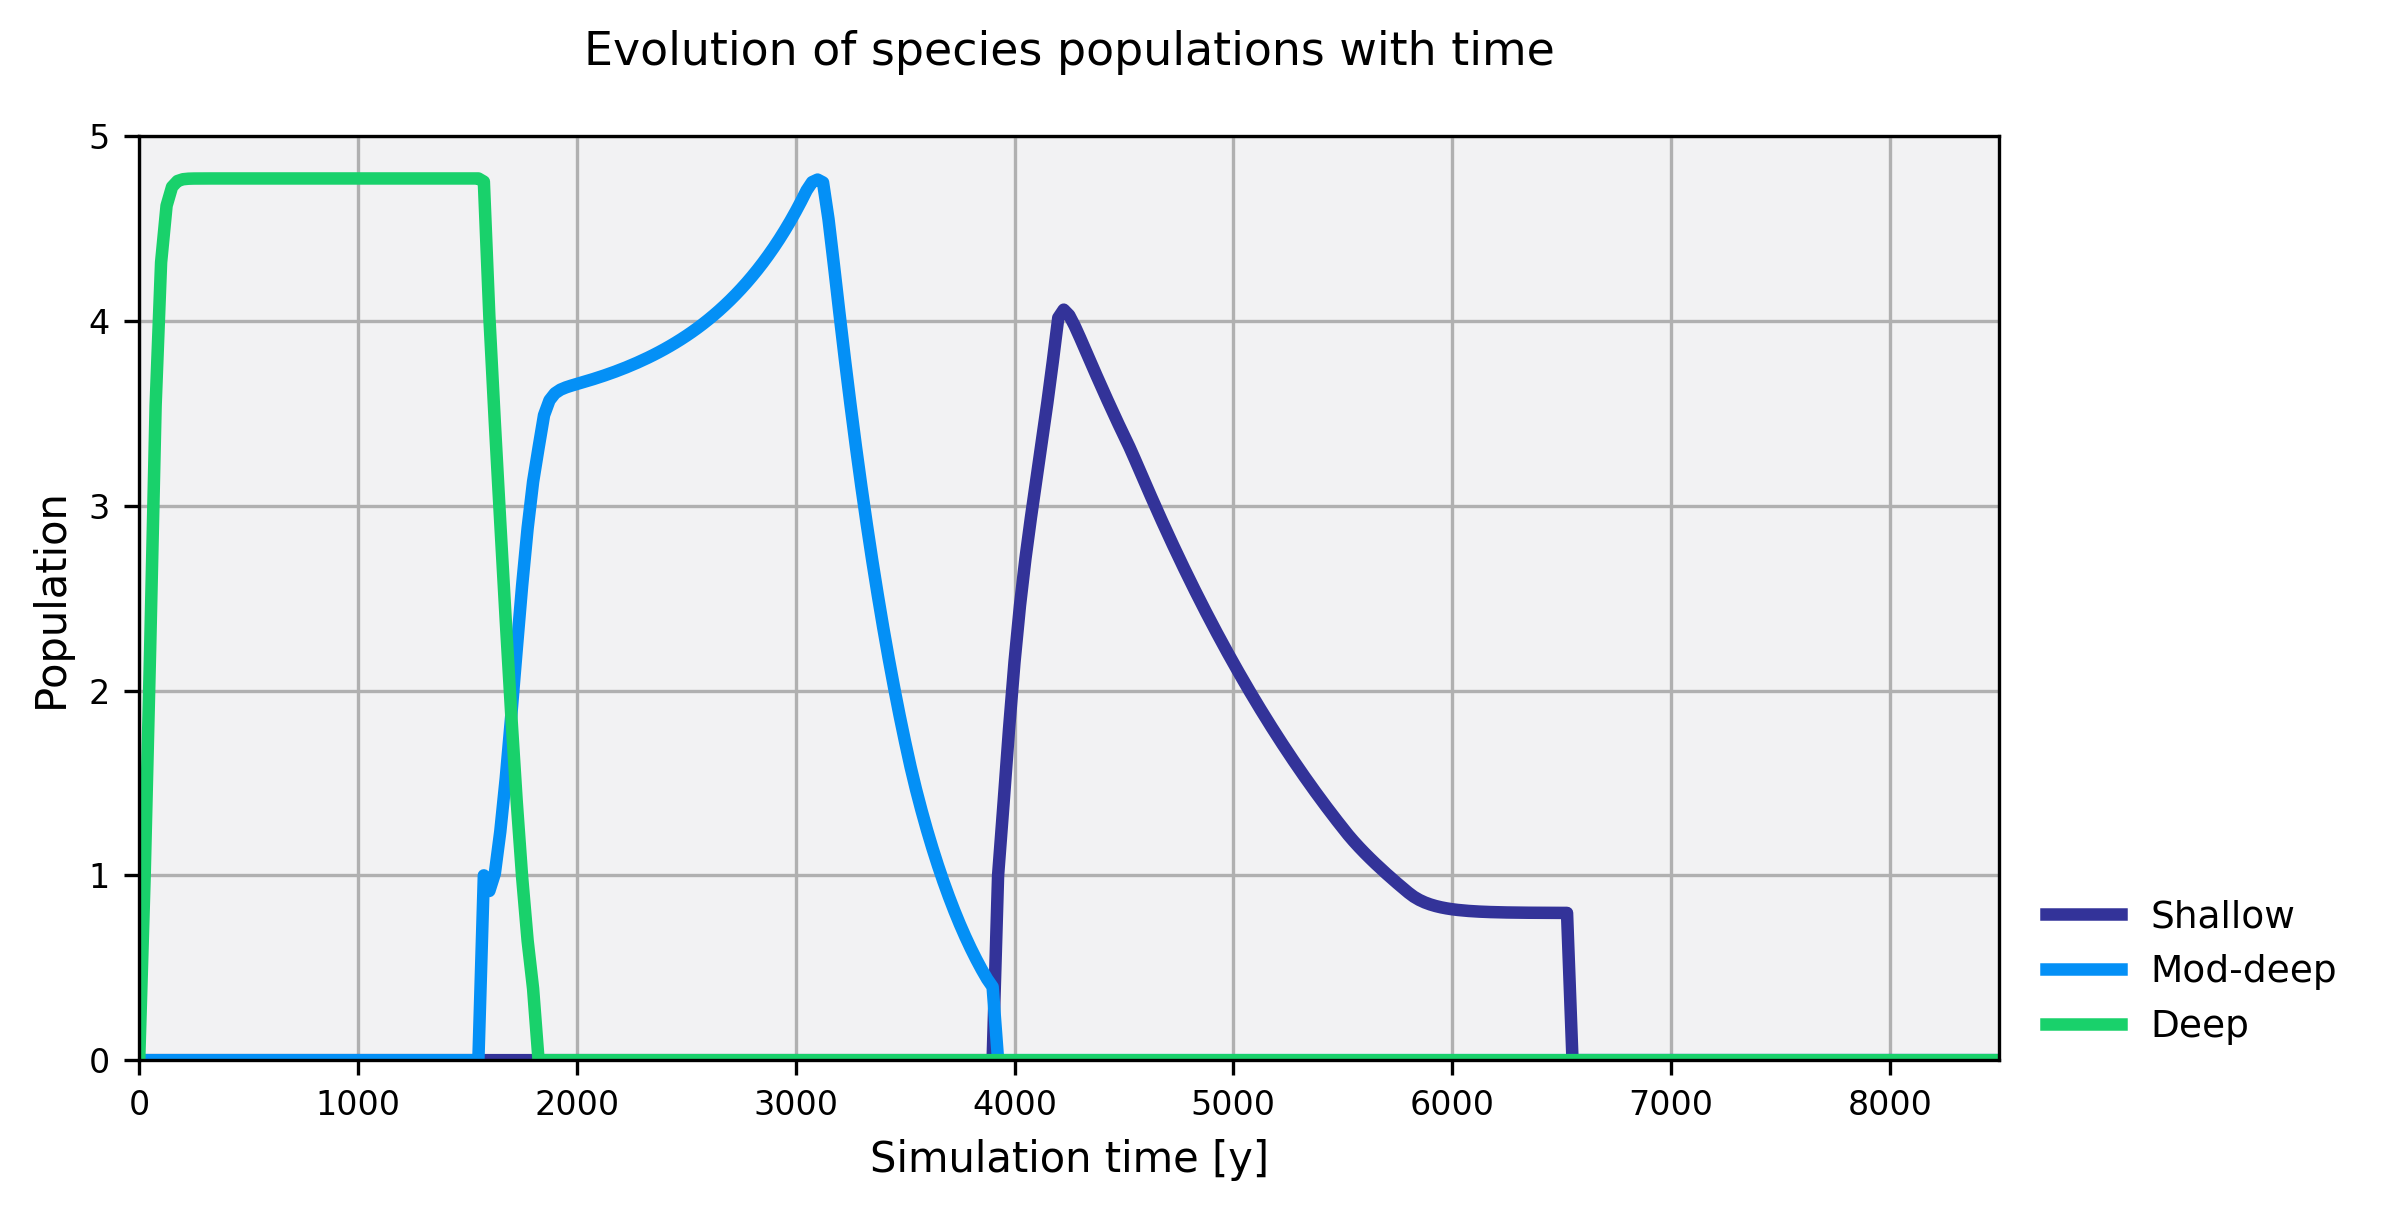 Evolution of species populations with time
5
4
3
2
1
0
Population
0 1000 2000 3000 4000 5000 6000 7000 8000
Simulation time [y]
Shallow
Mod-deep
Deep